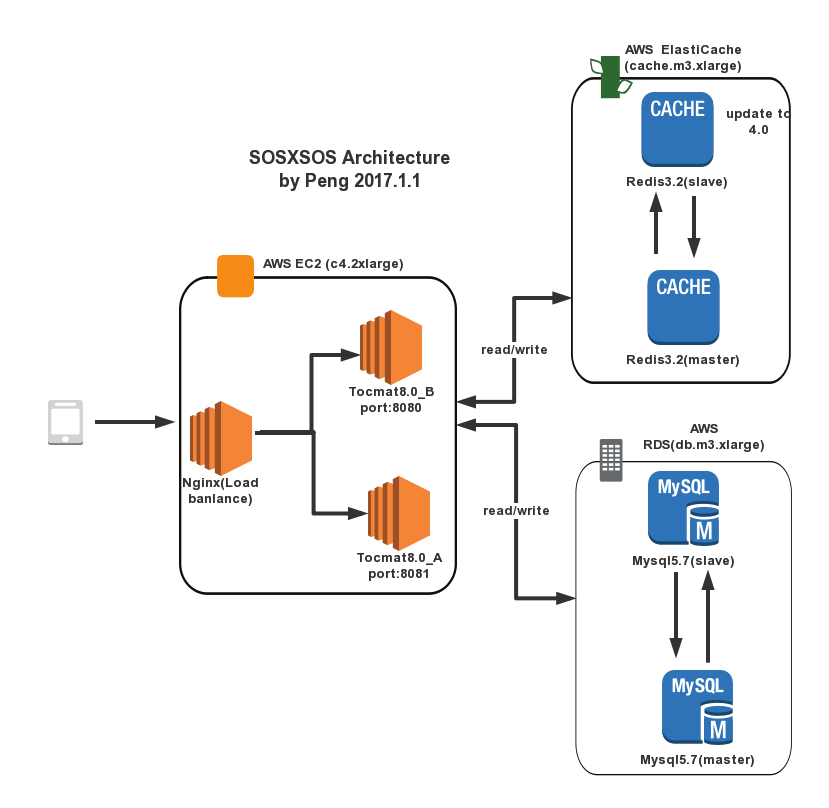 SOSXSOS Architecture
by Peng 2017.1.1
AWS EC2 (c4.2xlarge)
Tocmat8.0_B
port:8080
Nginx(Load
banlance)
Tocmat8.0_A
port:8081
read/write
read/write
AWS ElastiCache
(cache.m3.xlarge)
CACHE
update to
4.0
Redis3.2(slave)
CACHE
Redis3.2(master)
AWS
RDS(db.m3.xlarge)
MySQL
M
Mysql5.7(slave)
MySQL
M
Mysql5.7(master)